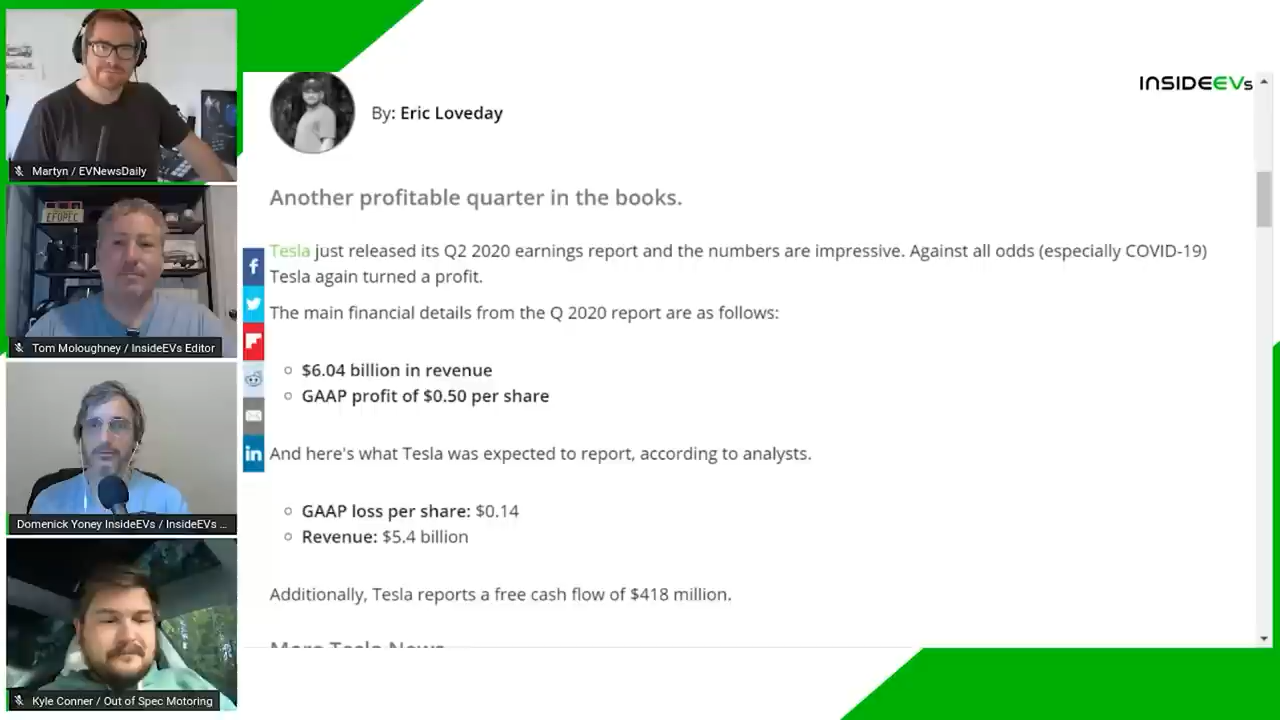 INSIDEEVs
By: Eric Loveday
Another profitable quarter in the books.
Tesla just released its Q2 2020 earnings report and the numbers are impressive. Against all odds (especially COVID-19)
Tesla again turned a profit.
The main financial details from the Q 2020 report are as follows:
$6.04 billion in revenue
GAAP profit of $0.50 per share
And here's what Tesla was expected to report, according to analysts.
GAAP loss per share: $0.14
Revenue: $5.4 billion
Additionally, Tesla reports a free cash flow of $418 million.
More Tesla News
Martyn / EVNewsDaily
Tom Moloughney / InsideEVs Editor
Domenick Yoney InsideEVs / InsideEVs ...
Kyle Conner / Out of Spec Motoring